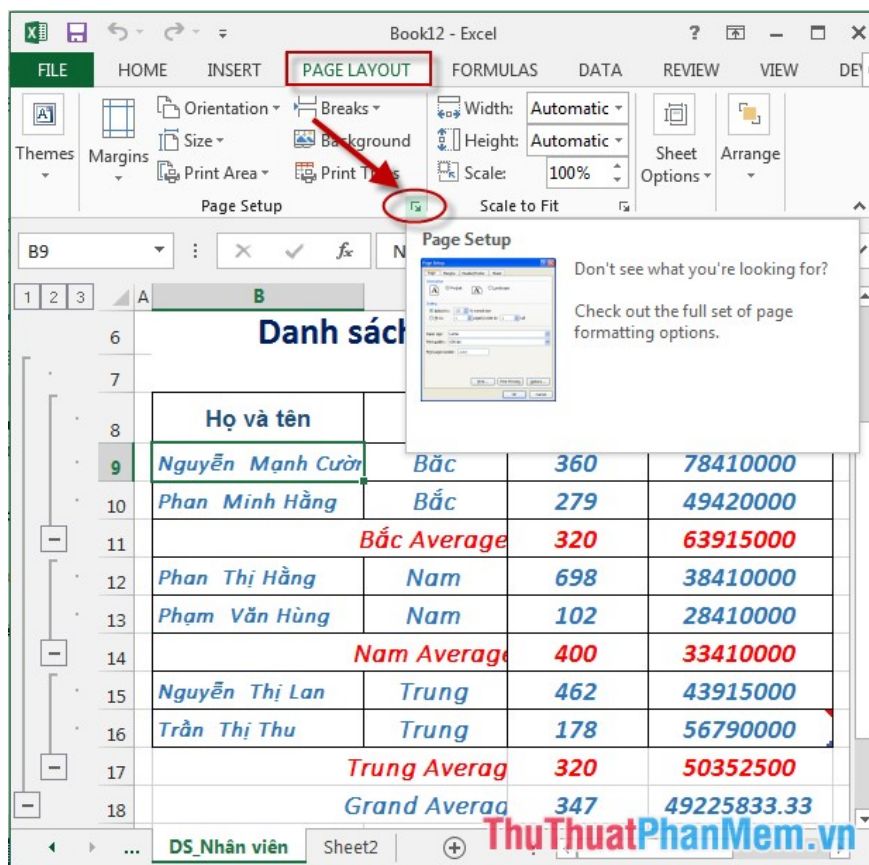 Book12 - Excel
FILE HOME INSERT PAGE LAYOUT FORMULAS DATA REVIEW VIEW
Orientation Breaks Width: Automatic
Size Background Height: Automatic
Themes Margins Print Area Print Scale: 100% Sheet Options Arrange
Page Setup Scale to Fit
B9 fx N
Page Setup
Don't see what you're looking for?
Check out the full set of page
formatting options.
1 2 3 A B
6 Danh sách
7
8 Họ và tên
9 Nguyễn Mạnh Cườn Bắc 360 78410000
10 Phan Minh Hằng Bắc 279 49420000
11 Bắc Average 320 63915000
12 Phan Thị Hằng Nam 698 38410000
13 Phạm Văn Hùng Nam 102 28410000
14 Nam Average 400 33410000
15 Nguyễn Thị Lan Trung 462 43915000
16 Trần Thị Thu Trung 178 56790000
17 Trung Averag 320 50352500
18 Grand Averag 347 49225833.33
... DS_Nhân viên Sheet2
ThuThuatPhanMem.vn